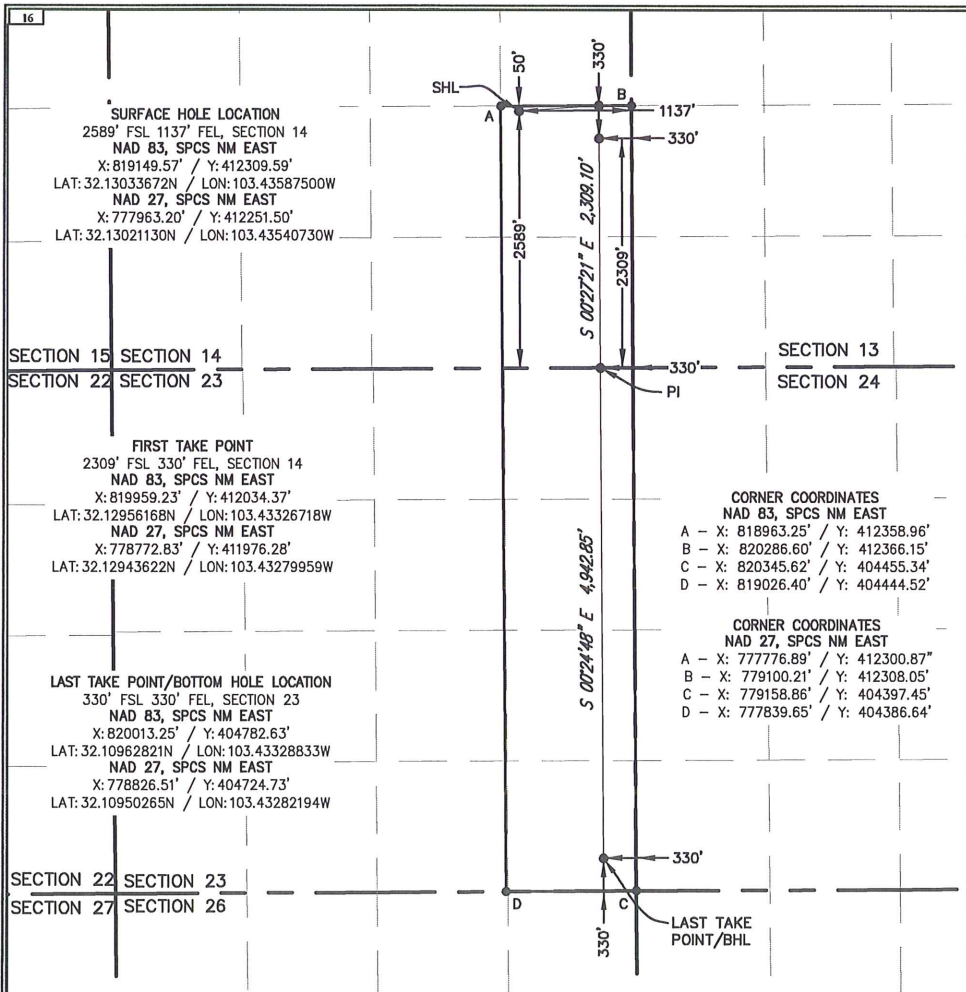 16
SHL
50'
330'
A
B
1137'
330'
SURFACE HOLE LOCATION
2589' FSL 1137' FEL, SECTION 14
NAD 83, SPCS NM EAST
X: 819149.57' / Y: 412309.59'
LAT: 32.13033672N / LON: 103.43587500W
NAD 27, SPCS NM EAST
X: 777963.20' / Y: 412251.50'
LAT: 32.13021130N / LON: 103.43540730W
2589'
S 00°27'21" E 2,309.10'
2309'
SECTION 15 SECTION 14
SECTION 22 SECTION 23
SECTION 13
SECTION 24
330'
PI
FIRST TAKE POINT
2309' FSL 330' FEL, SECTION 14
NAD 83, SPCS NM EAST
X: 819959.23' / Y: 412034.37'
LAT: 32.12956168N / LON: 103.43326718W
NAD 27, SPCS NM EAST
X: 778772.83' / Y: 411976.28'
LAT: 32.12943622N / LON: 103.43279959W
S 00°24'48" E 4,942.85'
CORNER COORDINATES
NAD 83, SPCS NM EAST
A - X: 818963.25' / Y: 412358.96'
B - X: 820286.60' / Y: 412366.15'
C - X: 820345.62' / Y: 404455.34'
D - X: 819026.40' / Y: 404444.52'
CORNER COORDINATES
NAD 27, SPCS NM EAST
A - X: 777776.89' / Y: 412300.87"
B - X: 779100.21' / Y: 412308.05'
C - X: 779158.86' / Y: 404397.45'
D - X: 777839.65' / Y: 404386.64'
LAST TAKE POINT/BOTTOM HOLE LOCATION
330' FSL 330' FEL, SECTION 23
NAD 83, SPCS NM EAST
X: 820013.25' / Y: 404782.63'
LAT: 32.10962821N / LON: 103.43328833W
NAD 27, SPCS NM EAST
X: 778826.51' / Y: 404724.73'
LAT: 32.10950265N / LON: 103.43282194W
330'
SECTION 22 SECTION 23
SECTION 27 SECTION 26
D
C
330'
LAST TAKE
POINT/BHL